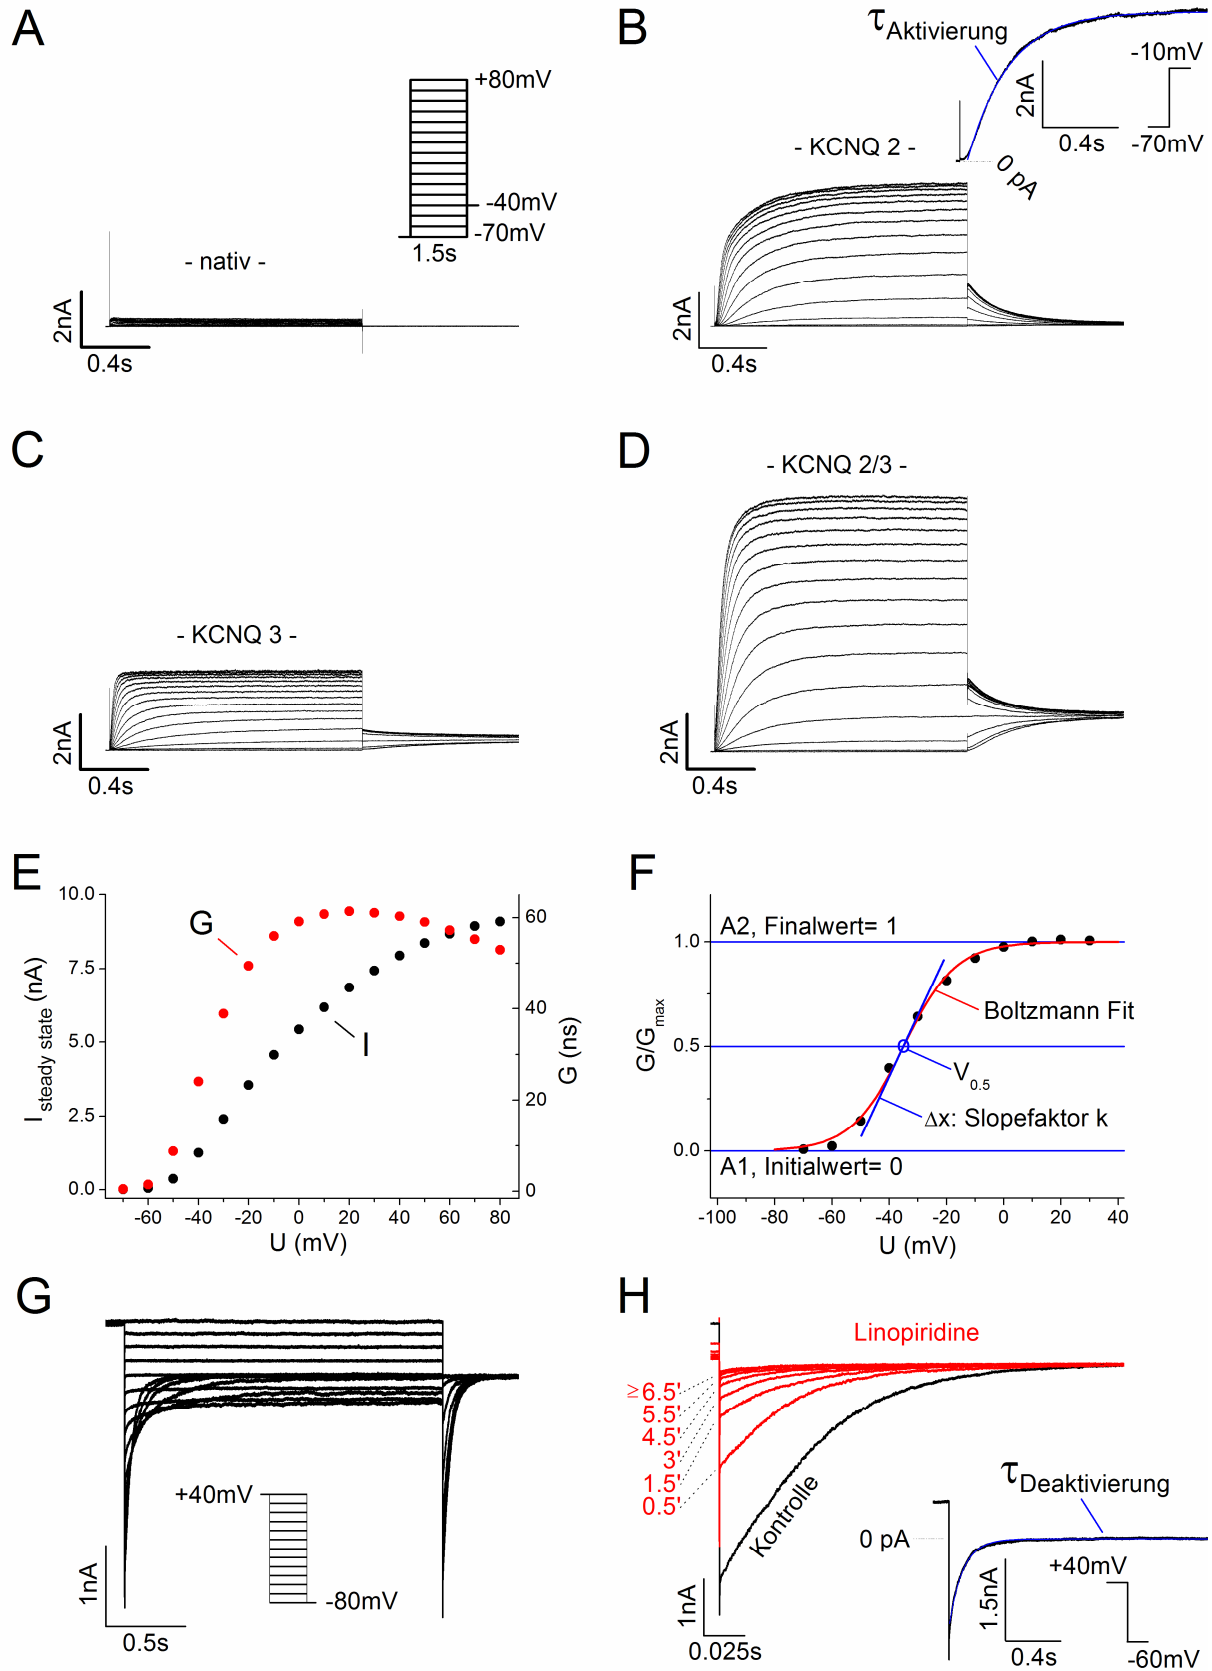 A
+80mV
-40mV
-70mV
1.5s
- nativ -
2nA
0.4s
B
τAktivierung
-10mV
2nA
0.4s
-70mV
- KCNQ 2 -
0 pA
2nA
0.4s
C
- KCNQ 3 -
2nA
0.4s
D
- KCNQ 2/3 -
2nA
0.4s
E
10.0
7.5
5.0
2.5
0.0
I steady state (nA)
G
I
60
40
20
0
G (ns)
-60 -40 -20 0 20 40 60 80
U (mV)
F
A2, Finalwert= 1
1.0
0.5
0.0
G/Gmax
Boltzmann Fit
V0.5
Δx: Slopefaktor k
A1, Initialwert= 0
-100 -80 -60 -40 -20 0 20 40
U (mV)
G
+40mV
-80mV
1nA
0.5s
H
Linopiridine
≥6.5'
5.5'
4.5'
3'
1.5'
0.5'
Kontrolle
1nA
0.025s
τDeaktivierung
0 pA
+40mV
1.5nA
0.4s
-60mV